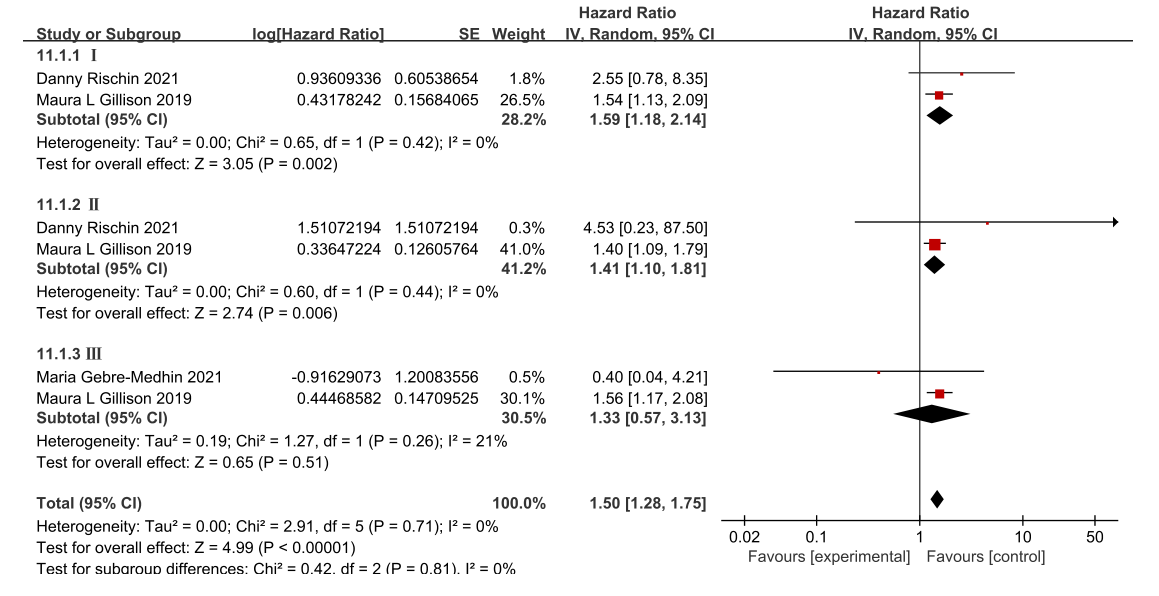 Hazard Ratio Hazard Ratio
Study or Subgroup log[Hazard Ratio] SE Weight IV, Random, 95% CI IV, Random, 95% CI
11.1.1 Ⅰ
Danny Rischin 2021 0.93609336 0.60538654 1.8% 2.55 [0.78, 8.35]
Maura L Gillison 2019 0.43178242 0.15684065 26.5% 1.54 [1.13, 2.09]
Subtotal (95% CI) 28.2% 1.59 [1.18, 2.14]
Heterogeneity: Tau² = 0.00; Chi² = 0.65, df = 1 (P = 0.42); I² = 0%
Test for overall effect: Z = 3.05 (P = 0.002)
11.1.2 Ⅱ
Danny Rischin 2021 1.51072194 1.51072194 0.3% 4.53 [0.23, 87.50]
Maura L Gillison 2019 0.33647224 0.12605764 41.0% 1.40 [1.09, 1.79]
Subtotal (95% CI) 41.2% 1.41 [1.10, 1.81]
Heterogeneity: Tau² = 0.00; Chi² = 0.60, df = 1 (P = 0.44); I² = 0%
Test for overall effect: Z = 2.74 (P = 0.006)
11.1.3 Ⅲ
Maria Gebre-Medhin 2021 -0.91629073 1.20083556 0.5% 0.40 [0.04, 4.21]
Maura L Gillison 2019 0.44468582 0.14709525 30.1% 1.56 [1.17, 2.08]
Subtotal (95% CI) 30.5% 1.33 [0.57, 3.13]
Heterogeneity: Tau² = 0.19; Chi² = 1.27, df = 1 (P = 0.26); I² = 21%
Test for overall effect: Z = 0.65 (P = 0.51)
Total (95% CI) 100.0% 1.50 [1.28, 1.75]
Heterogeneity: Tau² = 0.00; Chi² = 2.91, df = 5 (P = 0.71); I² = 0%
Test for overall effect: Z = 4.99 (P < 0.00001)
Test for subgroup differences: Chi² = 0.42, df = 2 (P = 0.81), I² = 0%
0.02 0.1 1 10 50
Favours [experimental] Favours [control]